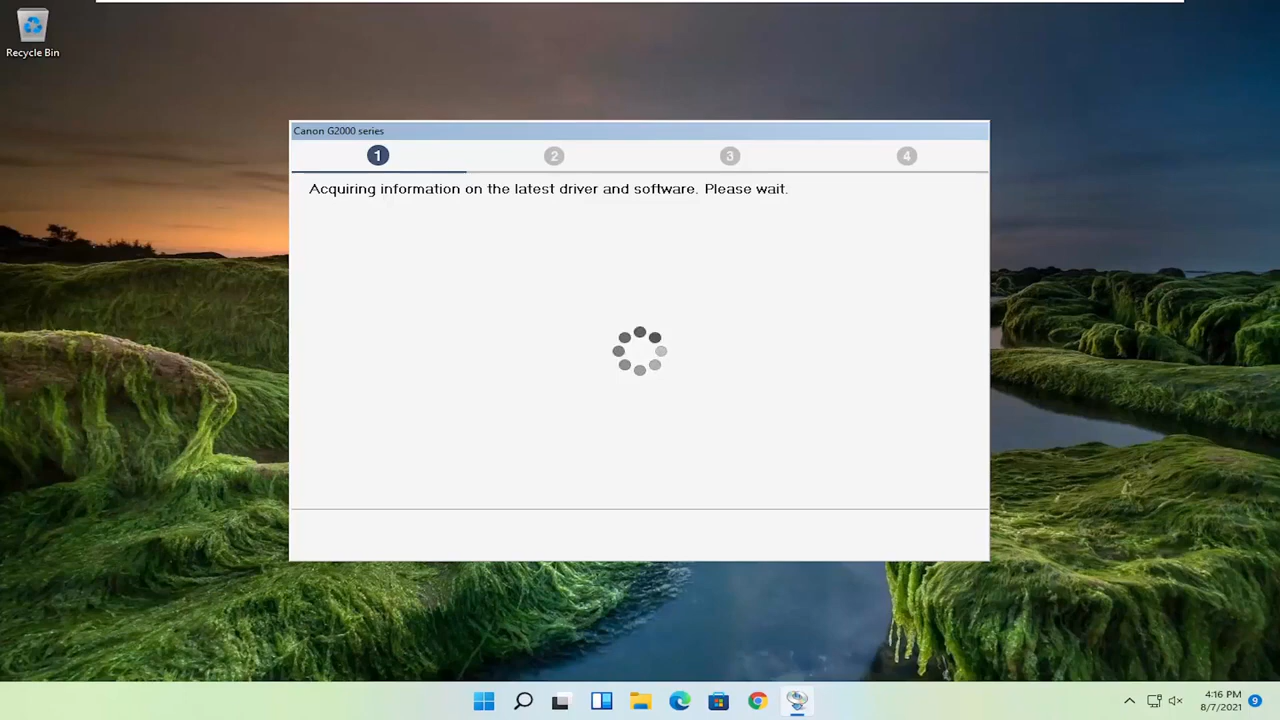 Recycle Bin
Canon G2000 series
1
2
3
4
Acquiring information on the latest driver and software. Please wait.
4:16 PM
8/7/2021
9